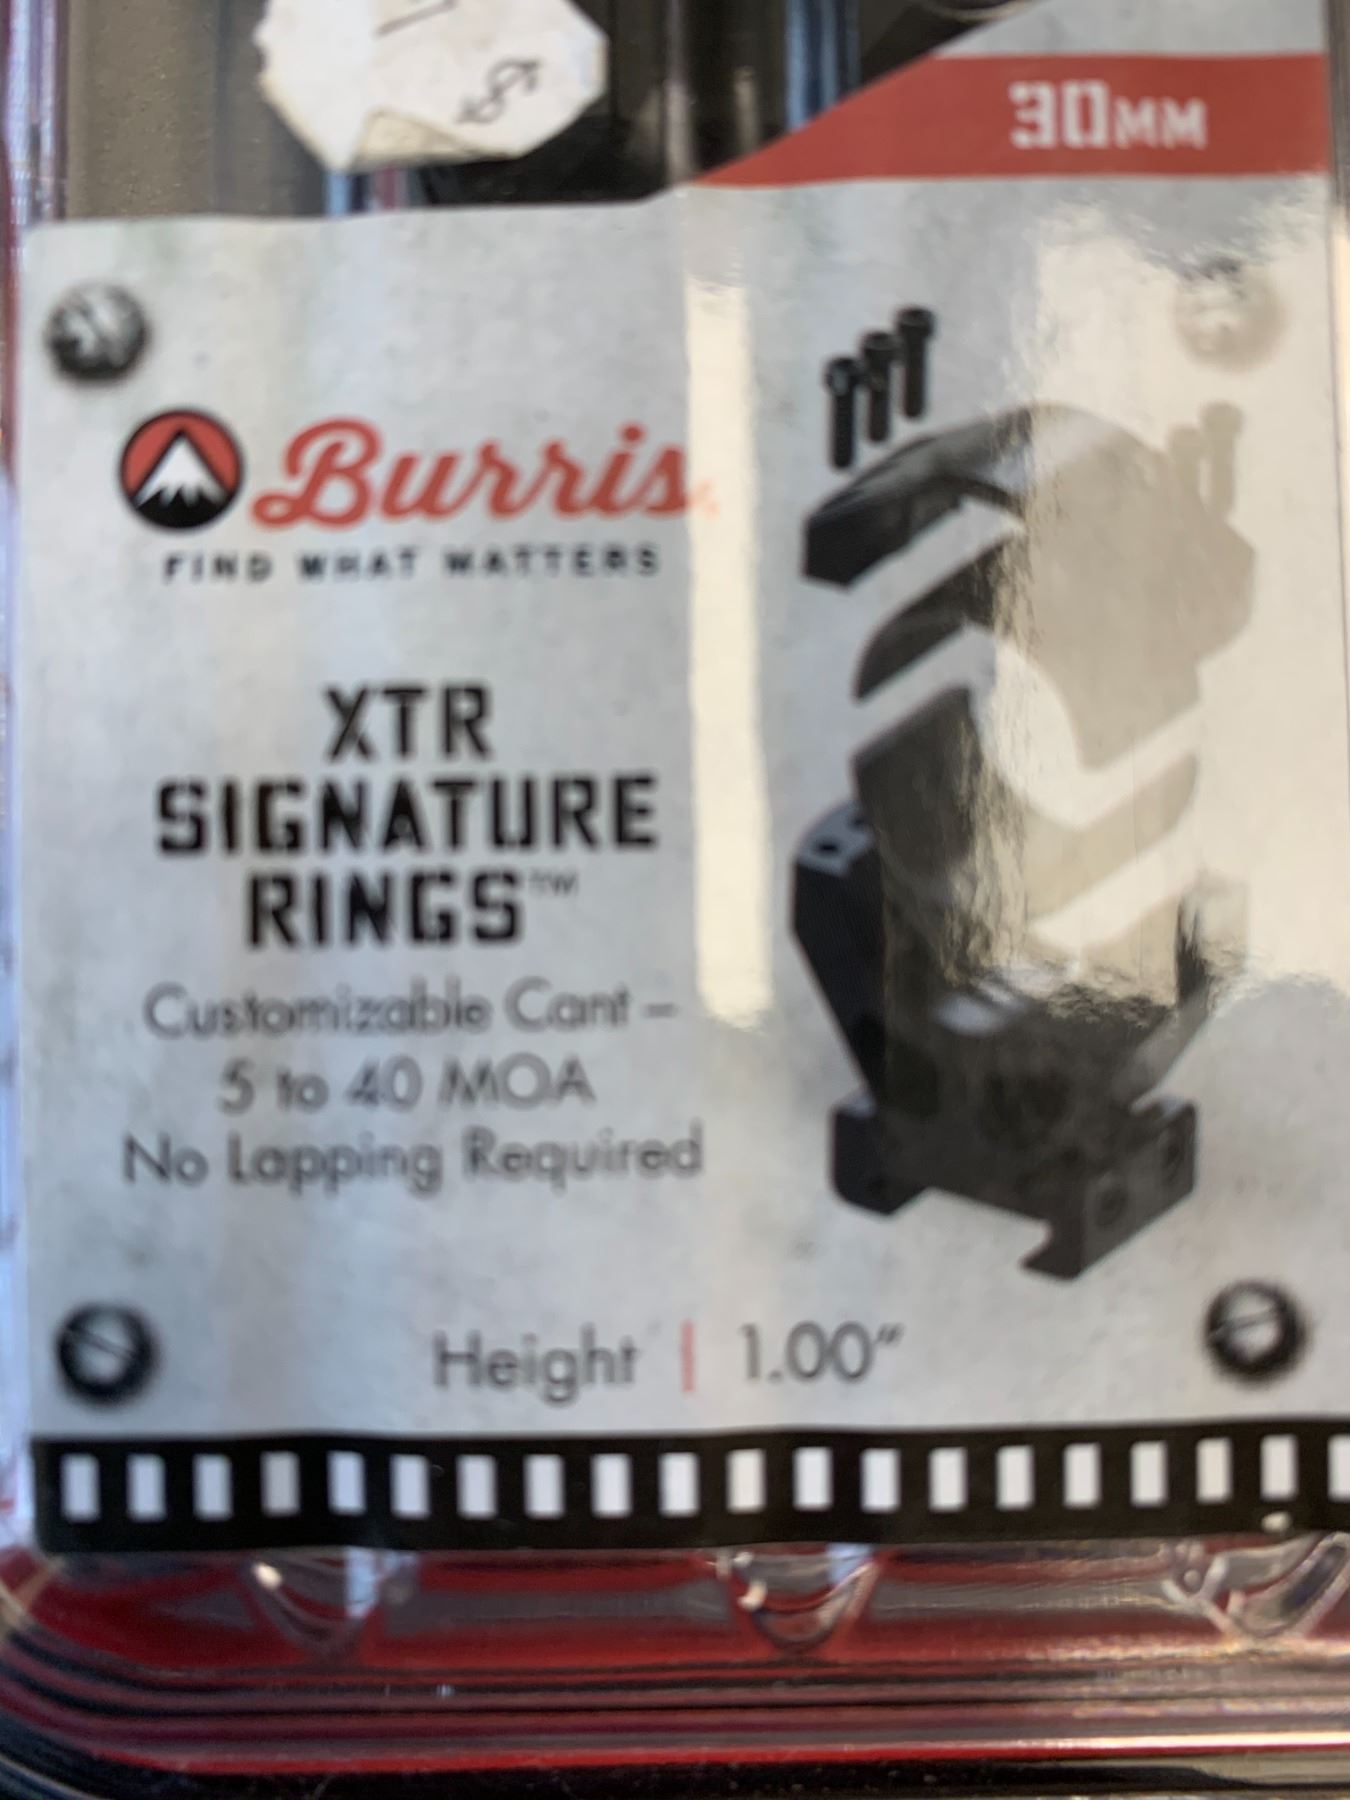 30MM
Burris
FIND WHAT MATTERS
XTR
SIGNATURE
RINGS™
Customizable Cant –
5 to 40 MOA
No Lapping Required
Height | 1.00"